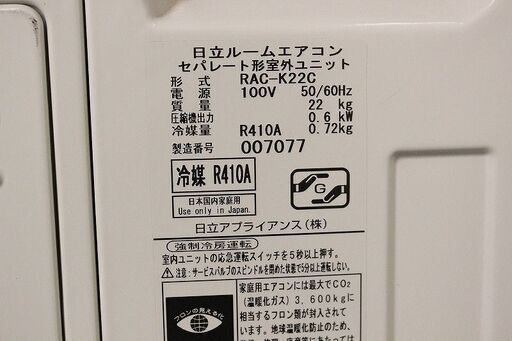 日立ルームエアコン
セパレート形室外ユニット
形 式 RAC-K22C
電 源 100V 50/60Hz
質 量 22 kg
圧縮機出力 0.6 kW
冷媒量 R410A 0.72kg
製造番号 007077
冷媒 R410A
日本国内家庭用
Use only in Japan.
G
日立アプライアンス(株)
強制冷房運転
室内ユニットの応急運転スイッチを5秒以上押す。
注意:サービスバルブのスピンドルを閉めた状態で5分以上運転しない。
フロンの見える化
家庭用エアコンには最大でCO2
(温暖化ガス) 3,600kgに
相当するフロン類が封入されて
います。地球温暖化防止のため、